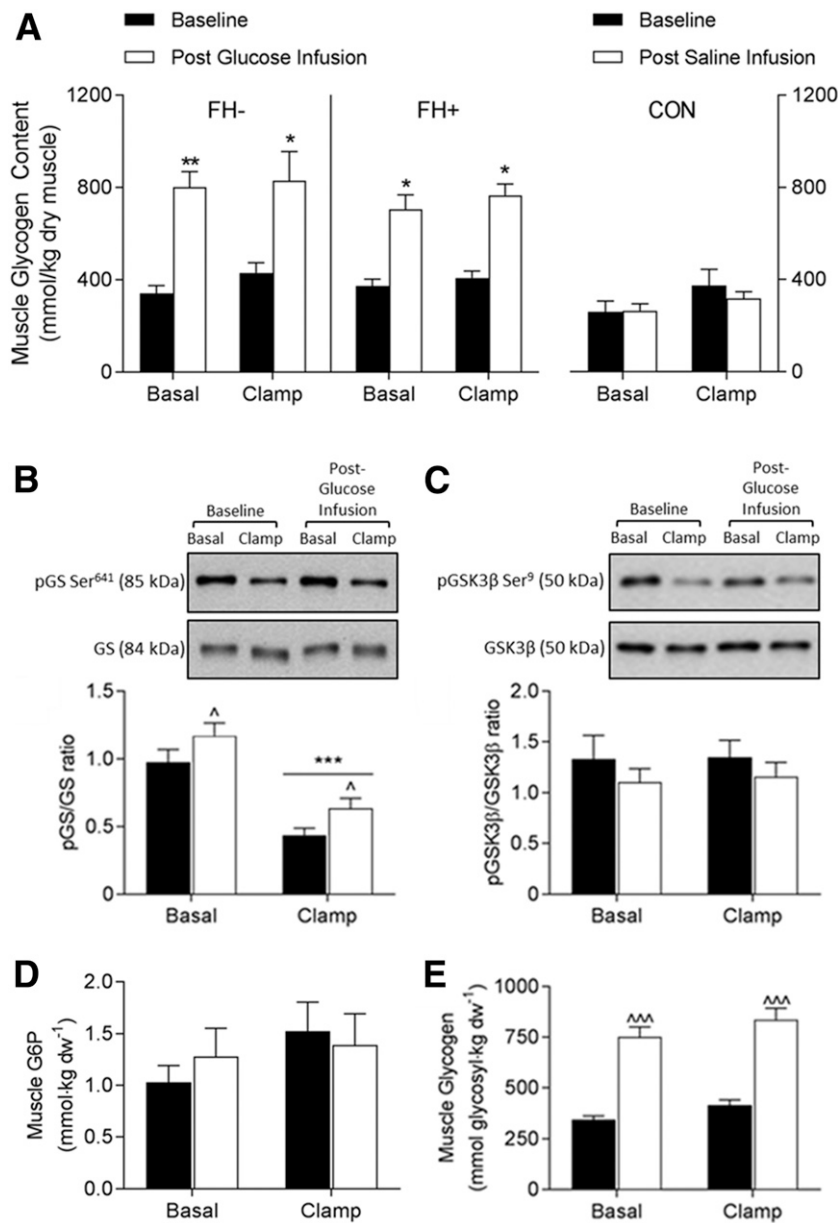 A
Baseline
Post Glucose Infusion
Baseline
Post Saline Infusion
Muscle Glycogen Content
(mmol/kg dry muscle)
1200
800
400
0
FH-
FH+
CON
**
*
*
*
1200
800
400
0
Basal
Clamp
Basal
Clamp
Basal
Clamp
B
Baseline
Post-
Glucose
Infusion
Basal
Clamp
Basal
Clamp
pGS Ser⁶⁴¹ (85 kDa)
GS (84 kDa)
pGS/GS ratio
1.5
1.0
0.5
0
^
***
^
Basal
Clamp
C
Baseline
Post-
Glucose
Infusion
Basal
Clamp
Basal
Clamp
pGSK3β Ser⁹ (50 kDa)
GSK3β (50 kDa)
pGSK3β/GSK3β ratio
2.0
1.5
1.0
0.5
0
Basal
Clamp
D
Muscle G6P
(mmol·kg dw⁻¹)
2.0
1.5
1.0
0.5
0.0
Basal
Clamp
E
Muscle Glycogen
(mmol glycosyl·kg dw⁻¹)
1000
750
500
250
0
^^^
^^^
Basal
Clamp